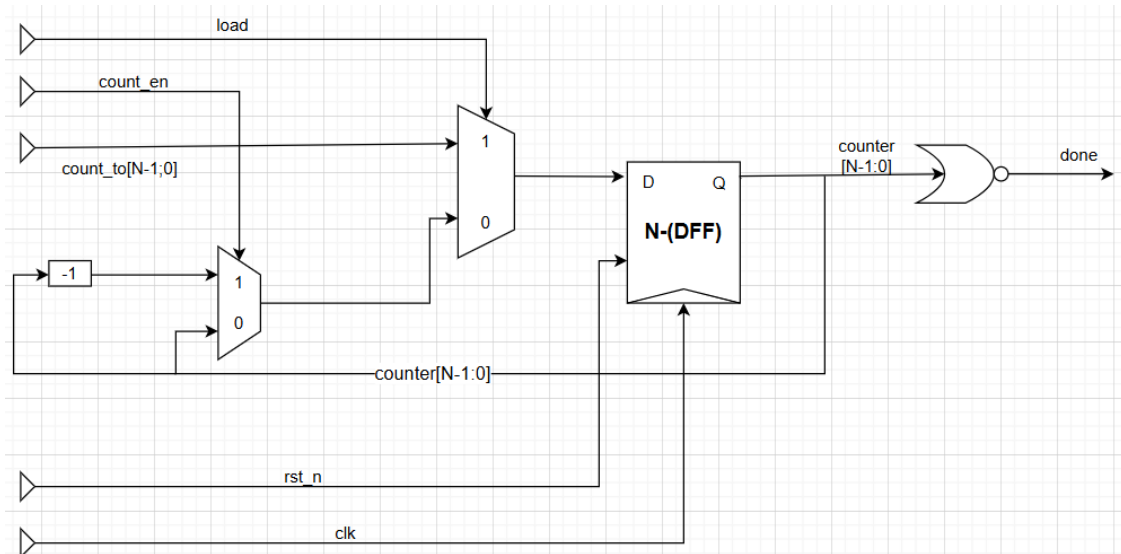 load
count_en
1
count_to[N-1;0]
0
D
Q
N-(DFF)
counter
[N-1:0]
done
-1
1
0
counter[N-1:0]
rst_n
clk